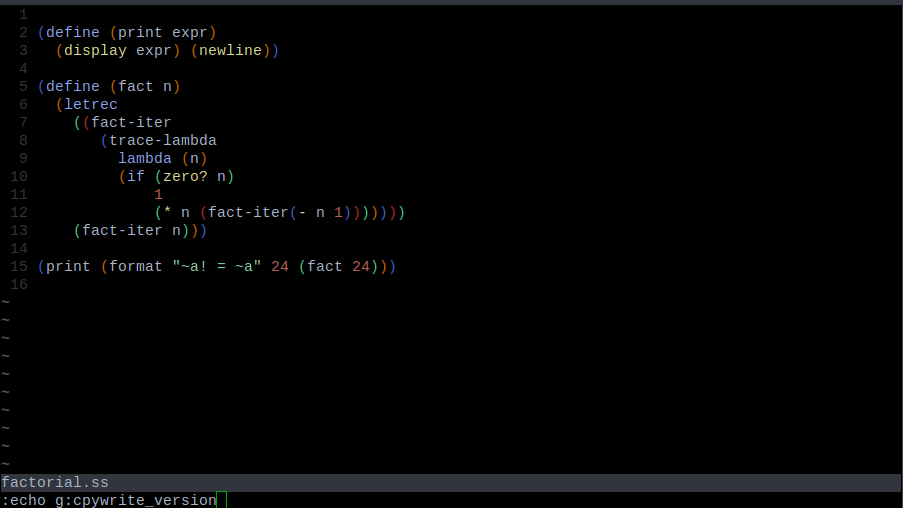 1
2 (define (print expr)
3   (display expr) (newline))
4
5 (define (fact n)
6   (letrec
7     ((fact-iter
8        (trace-lambda
9          lambda (n)
10          (if (zero? n)
11              1
12              (* n (fact-iter(- n 1)))))))
13     (fact-iter n)))
14
15 (print (format "~a! = ~a" 24 (fact 24)))
16
~
~
~
~
~
~
~
~
~
~
factorial.ss
:echo g:cpywrite_version